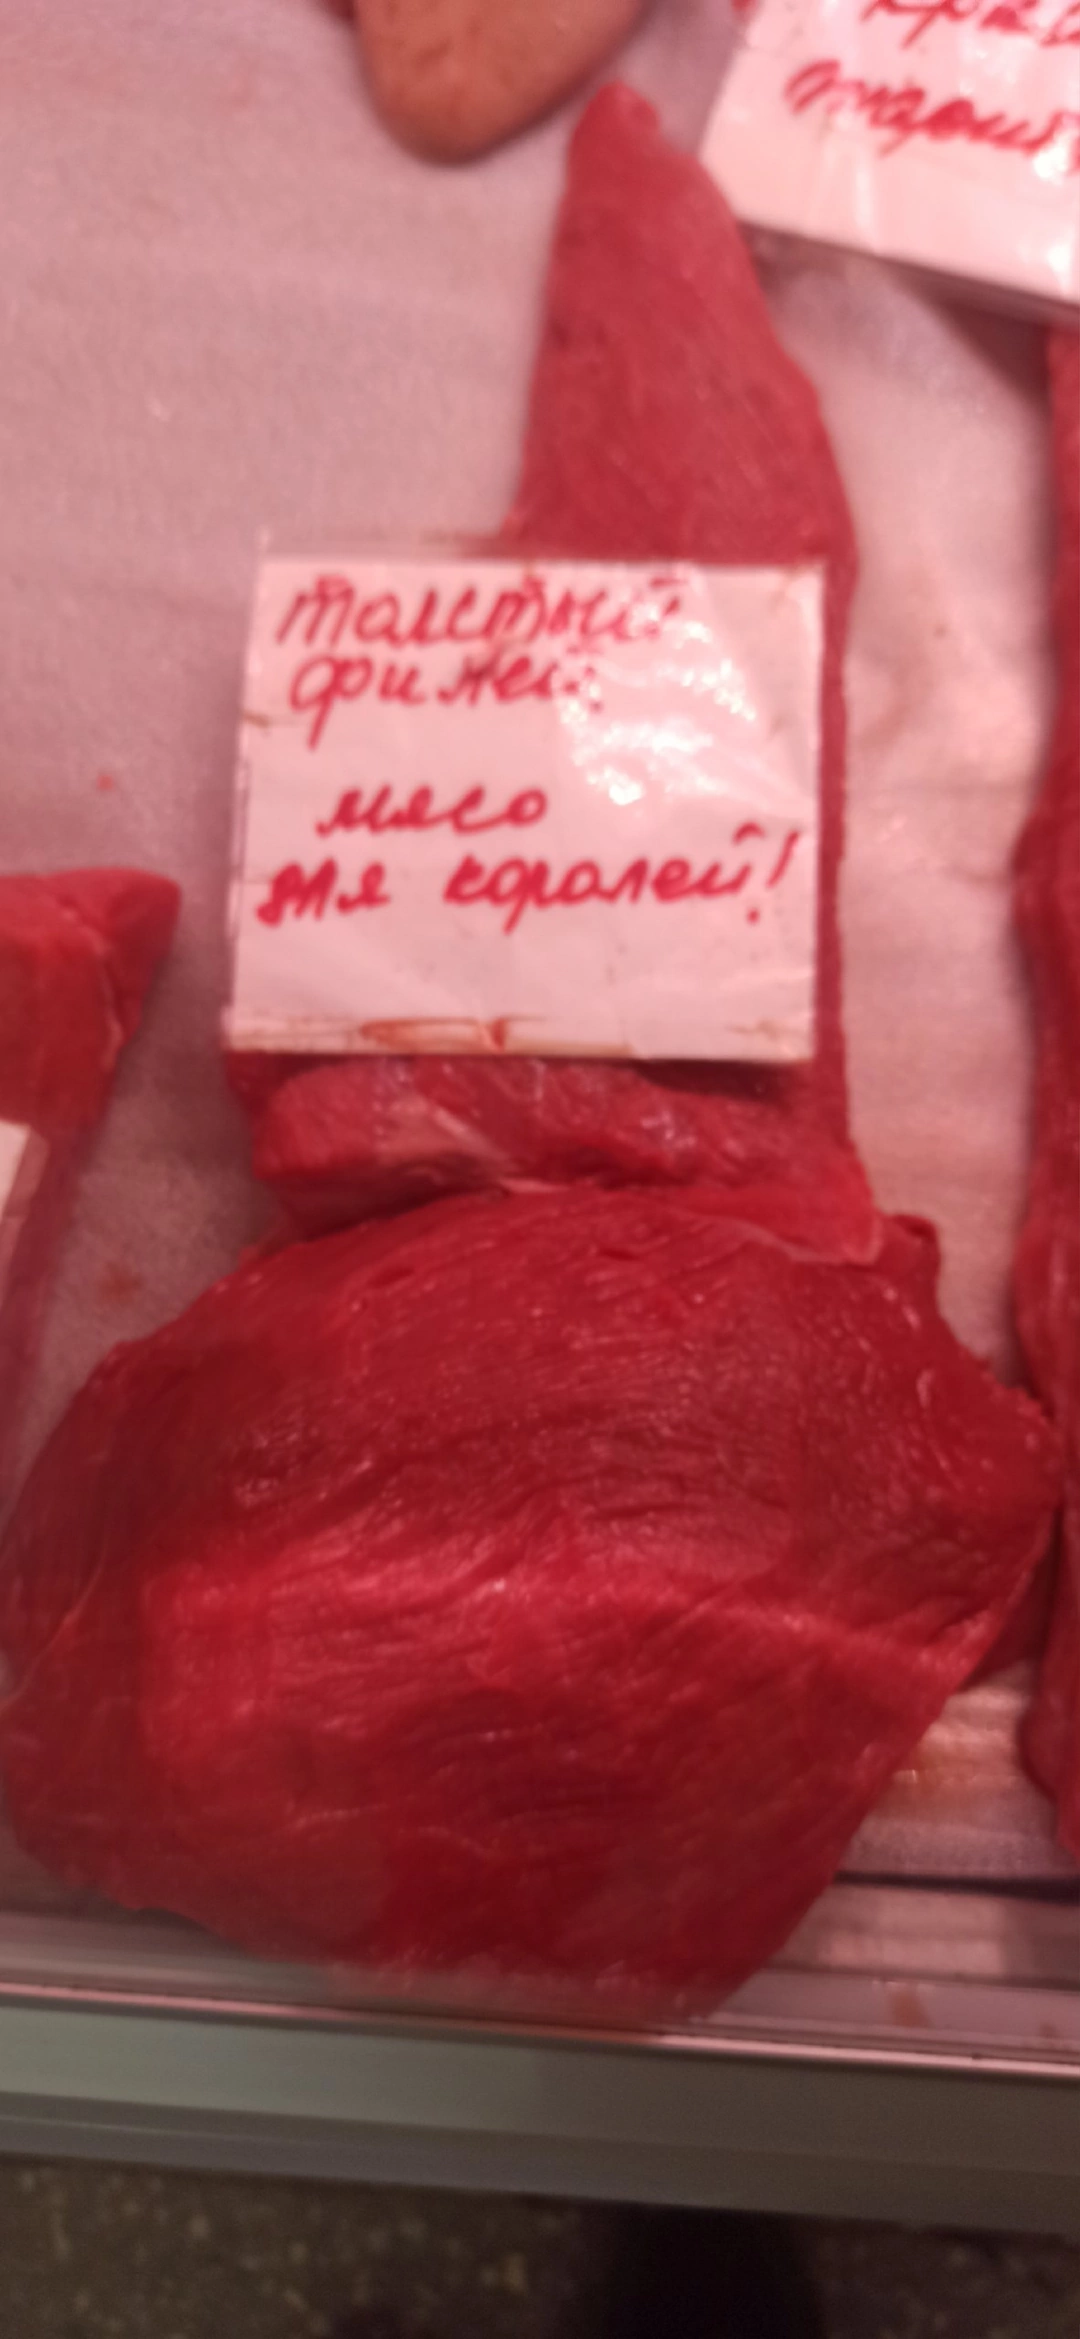 толстый
филей
мясо
для королей!